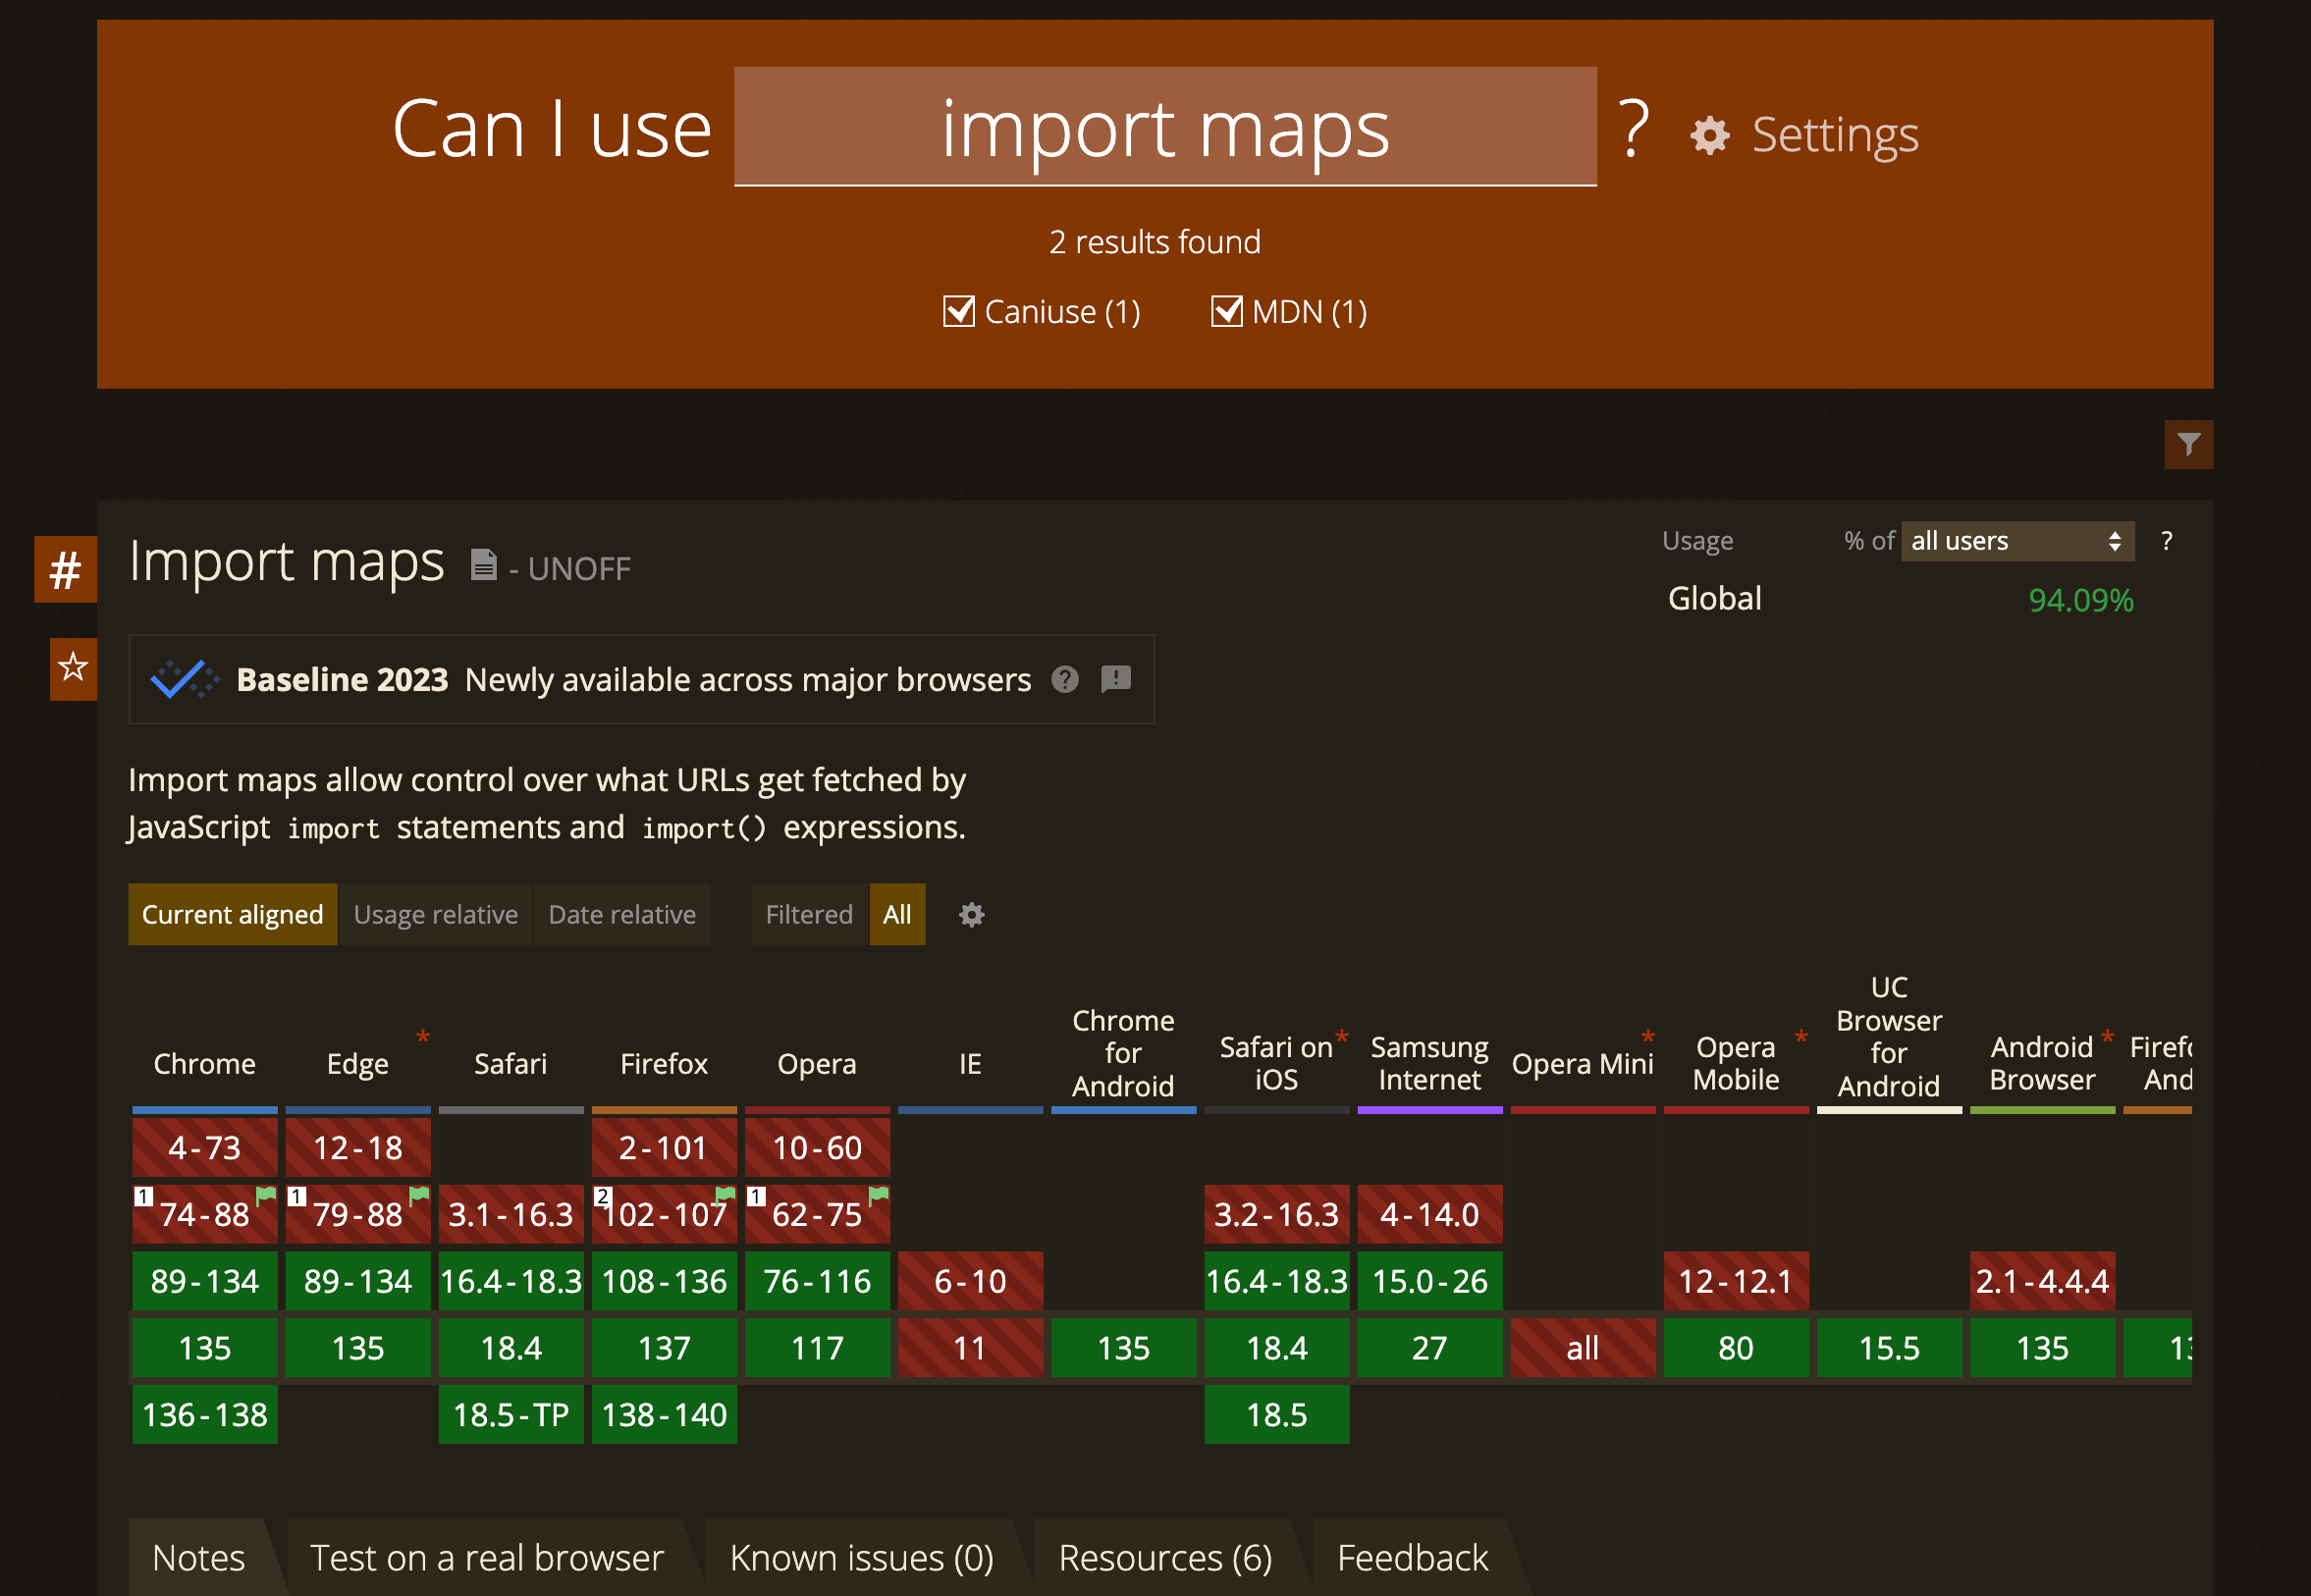 Can I use import maps ? Settings
2 results found
Caniuse (1) MDN (1)
Import maps - UNOFF
Usage % of all users ?
Global 94.09%
#
Baseline 2023 Newly available across major browsers
Import maps allow control over what URLs get fetched by
JavaScript import statements and import() expressions.
Current aligned Usage relative Date relative Filtered All
Chrome
Edge *
Safari
Firefox
Opera
IE
Chrome
for
Android
Safari on *
iOS
Samsung
Internet
Opera Mini *
Opera *
Mobile
UC
Browser
for
Android
Android *
Browser
4-73 12-18 2-101 10-60
1 74-88 1 79-88 3.1-16.3 2 102-107 1 62-75 3.2-16.3 4-14.0
89-134 89-134 16.4-18.3 108-136 76-116 6-10 16.4-18.3 15.0-26 12-12.1 2.1-4.4.4
135 135 18.4 137 117 11 135 18.4 27 all 80 15.5 135
136-138 18.5-TP 138-140 18.5
Notes Test on a real browser Known issues (0) Resources (6) Feedback